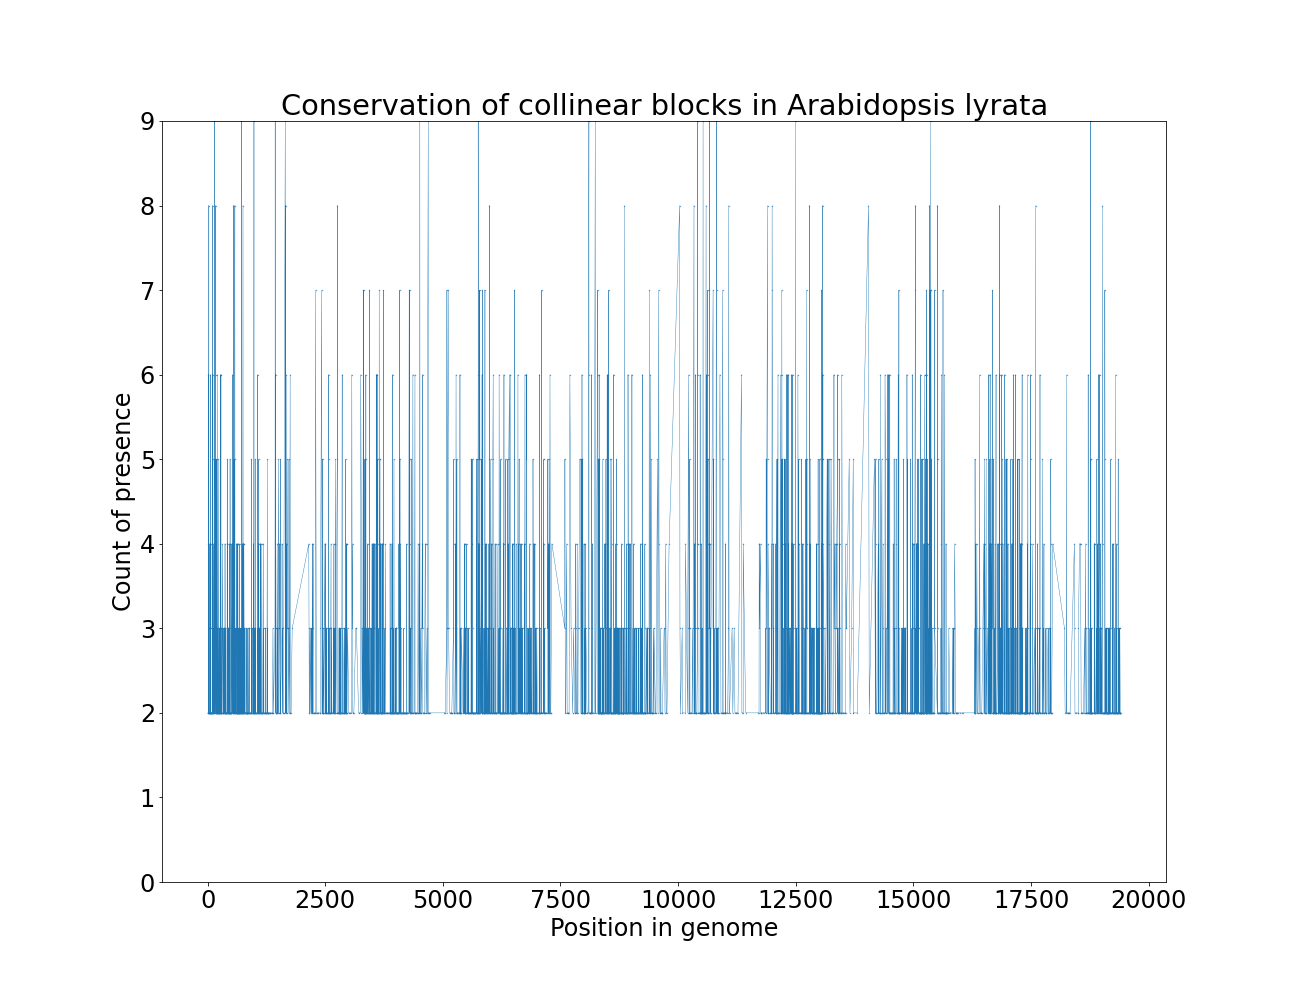 Conservation of collinear blocks in Arabidopsis lyrata
9
8
7
6
5
4
3
2
1
0
Count of presence
0 2500 5000 7500 10000 12500 15000 17500 20000
Position in genome